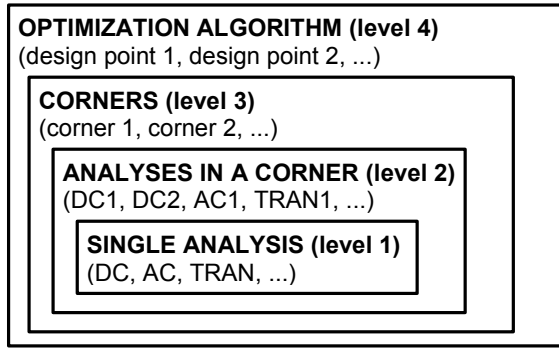 OPTIMIZATION ALGORITHM (level 4)
(design point 1, design point 2, ...)
CORNERS (level 3)
(corner 1, corner 2, ...)
ANALYSES IN A CORNER (level 2)
(DC1, DC2, AC1, TRAN1, ...)
SINGLE ANALYSIS (level 1)
(DC, AC, TRAN, ...)